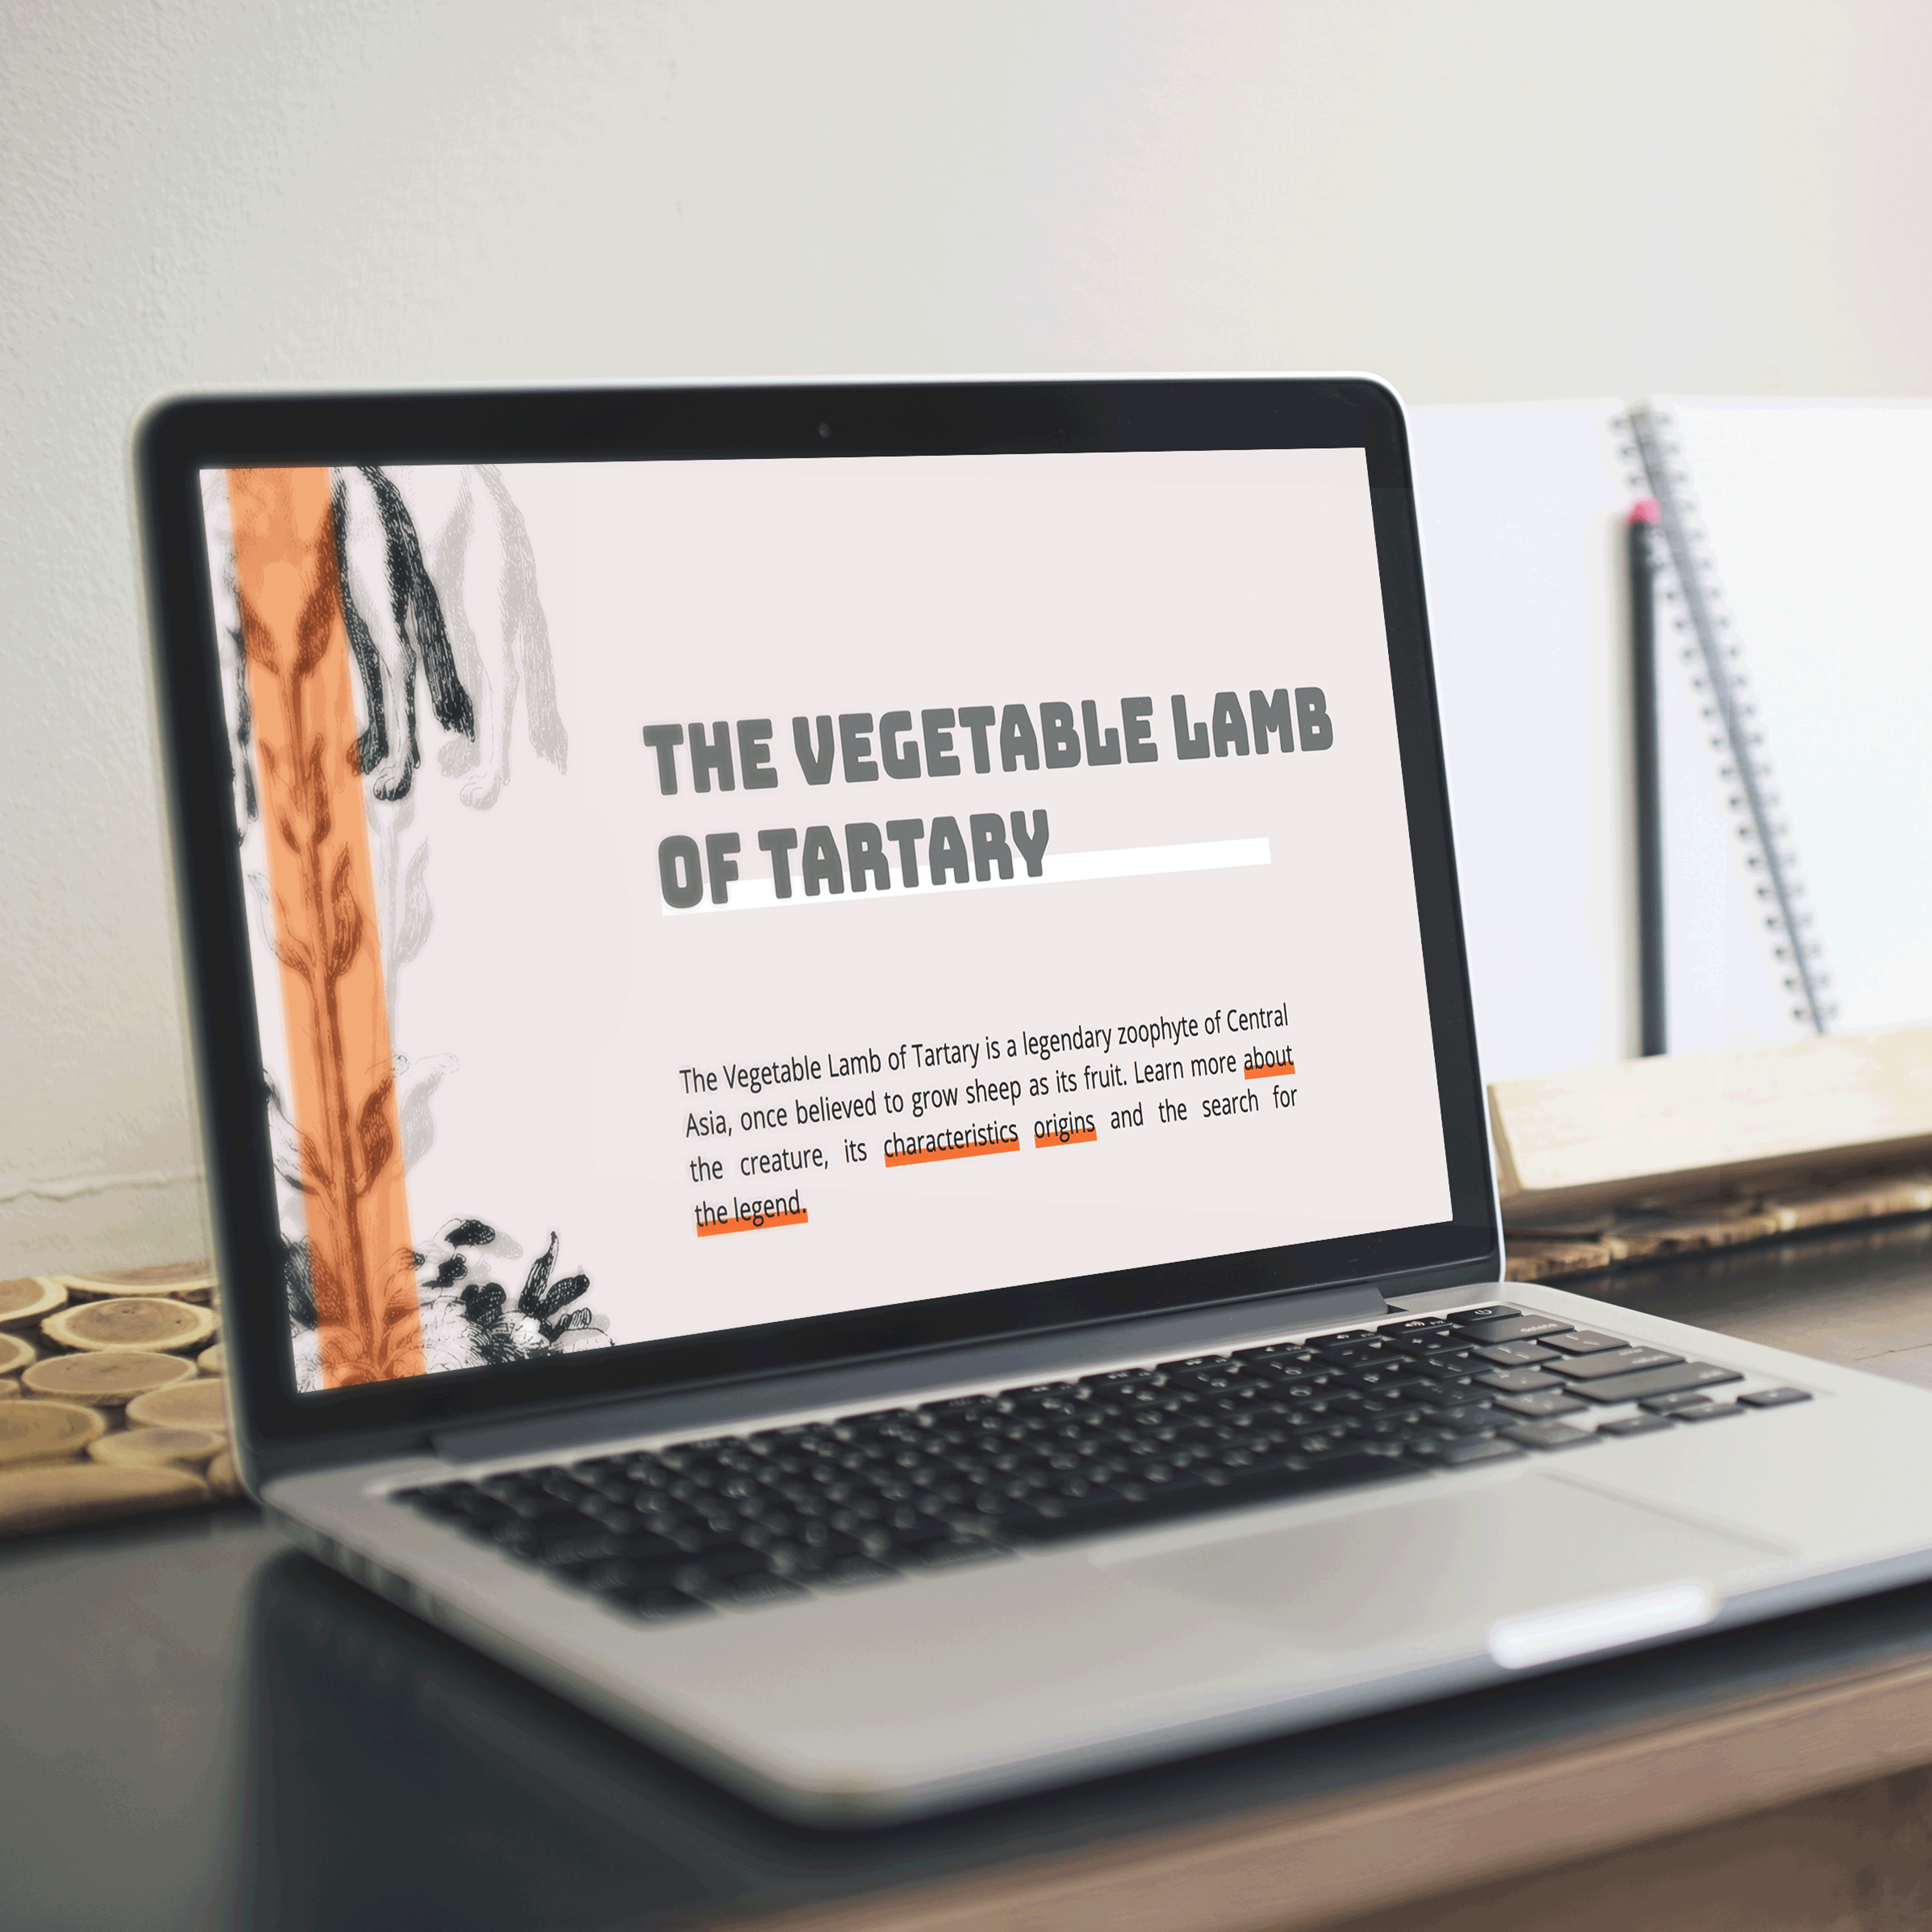 THE VEGETABLE LAMB
OF TARTARY
The Vegetable Lamb of Tartary is a legendary zoophyte of Central
Asia, once believed to grow sheep as its fruit. Learn more about
the creature, its characteristics origins and the search for
the legend.
delete